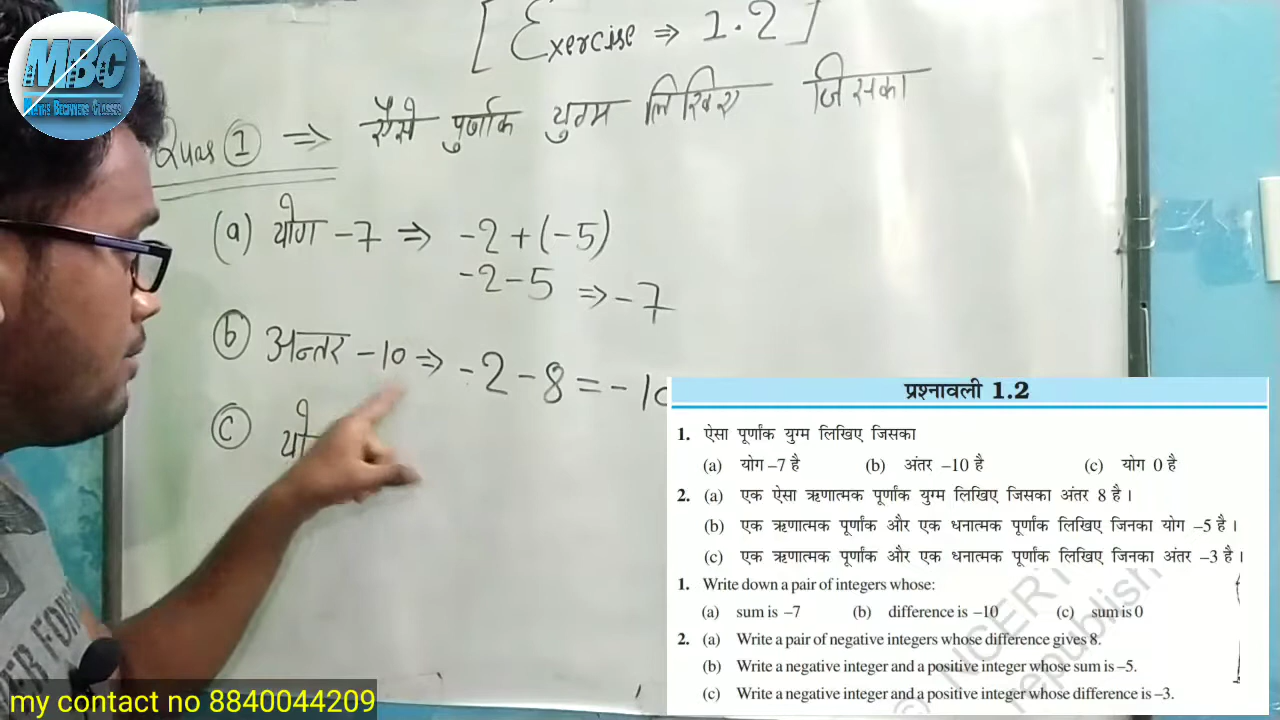 MBC
Maths Beginners Classes
[ Exercise ⇒ 1.2 ]
Ques ① ⇒ ऐसे पुर्णाक युग्म लिखिए जिसका
(a) योग -7 ⇒ -2+(-5)
-2-5 ⇒ -7
(b) अन्तर -10 ⇒ -2-8 = -10
(c) यो
प्रश्नावली 1.2
1. ऐसा पूर्णांक युग्म लिखिए जिसका
(a) योग –7 है (b) अंतर –10 है (c) योग 0 है
2. (a) एक ऐसा ऋणात्मक पूर्णांक युग्म लिखिए जिसका अंतर 8 है।
(b) एक ऋणात्मक पूर्णांक और एक धनात्मक पूर्णांक लिखिए जिनका योग –5 है।
(c) एक ऋणात्मक पूर्णांक और एक धनात्मक पूर्णांक लिखिए जिनका अंतर –3 है।
1. Write down a pair of integers whose:
(a) sum is –7 (b) difference is –10 (c) sum is 0
2. (a) Write a pair of negative integers whose difference gives 8.
(b) Write a negative integer and a positive integer whose sum is –5.
(c) Write a negative integer and a positive integer whose difference is –3.
NCERT
republish
my contact no 8840044209